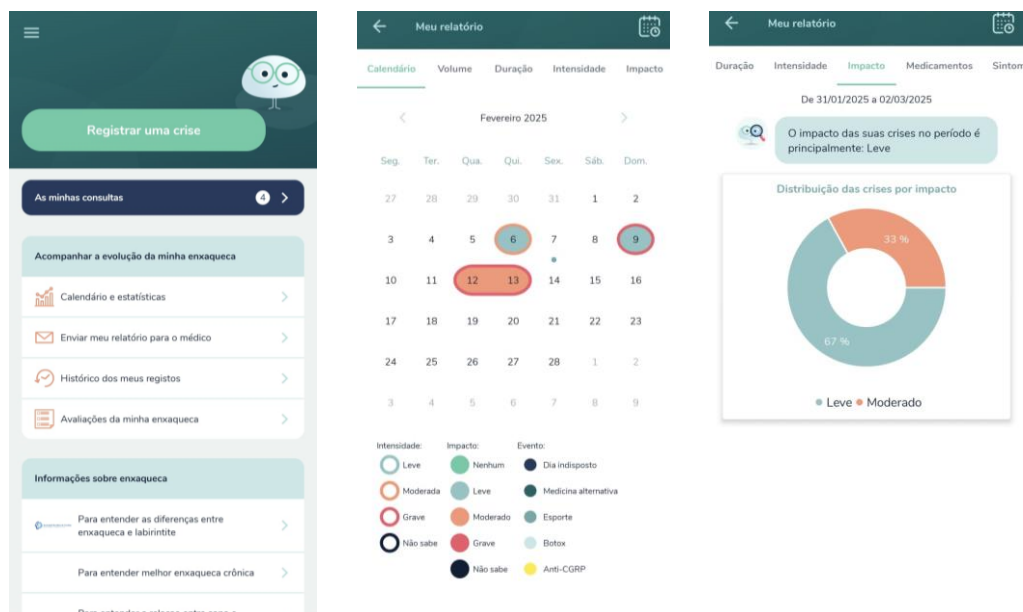 Registrar uma crise
As minhas consultas 4
Acompanhar a evolução da minha enxaqueca
Calendário e estatísticas
Enviar meu relatório para o médico
Histórico dos meus registos
Avaliações da minha enxaqueca
Informações sobre enxaqueca
Para entender as diferenças entre
enxaqueca e labirintite
Para entender melhor enxaqueca crônica
Meu relatório
Calendário Volume Duração Intensidade Impacto
Fevereiro 2025
Seg. Ter. Qua. Qui. Sex. Sáb. Dom.
27 28 29 30 31 1 2
3 4 5 6 7 8 9
10 11 12 13 14 15 16
17 18 19 20 21 22 23
24 25 26 27 28 1 2
3 4 5 6 7 8 9
Intensidade: Impacto: Evento:
Leve Nenhum Dia indisposto
Moderada Leve Medicina alternativa
Grave Moderado Esporte
Não sabe Grave Botox
Não sabe Anti-CGRP
Meu relatório
Duração Intensidade Impacto Medicamentos Sintom
De 31/01/2025 a 02/03/2025
O impacto das suas crises no período é
principalmente: Leve
Distribuição das crises por impacto
33 %
67 %
Leve Moderado